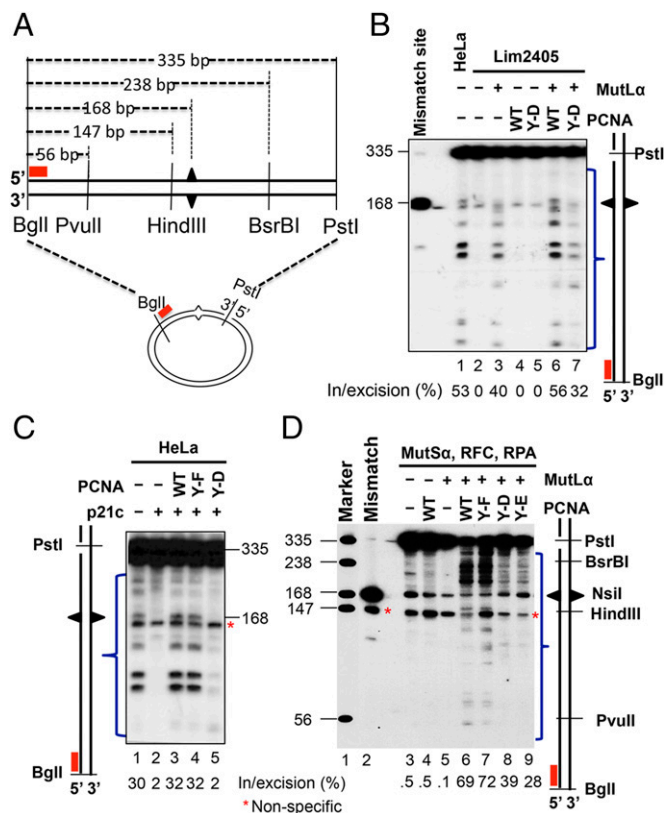 A
335 bp
238 bp
168 bp
147 bp
56 bp
5'
3'
BglI PvuII HindIII BsrBI PstI
BglI PstI
3' 5'
B
Mismatch site
HeLa
Lim2405
- - + - - + + MutLα
- - - WT Y-D WT Y-D PCNA
335
168
PstI
BglI
1 2 3 4 5 6 7
5' 3'
In/excision (%) 53 0 40 0 0 56 32
C
HeLa
PCNA - - WT Y-F Y-D
p21c - + + + +
PstI
335
168
*
BglI
5' 3'
1 2 3 4 5
30 2 32 32 2
In/excision (%)
* Non-specific
D
Marker
Mismatch
MutSα, RFC, RPA
- - + + + + + MutLα
- WT - WT Y-F Y-D Y-E PCNA
335
238
168
147
56
*
*
PstI
BsrBI
NsiI
HindIII
PvuII
BglI
1 2 3 4 5 6 7 8 9
.5 .5 .1 69 72 39 28
5' 3'